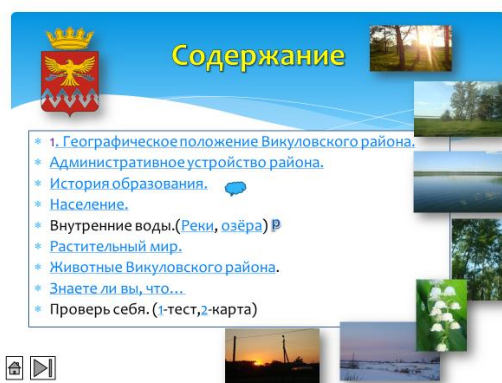 Содержание
1. Географическое положение Викуловского района.
Административное устройство района.
История образования.
Население.
Внутренние воды.(Реки, озёра) р
Растительный мир.
Животные Викуловского района.
Знаете ли вы, что…
Проверь себя. (1-тест,2-карта)